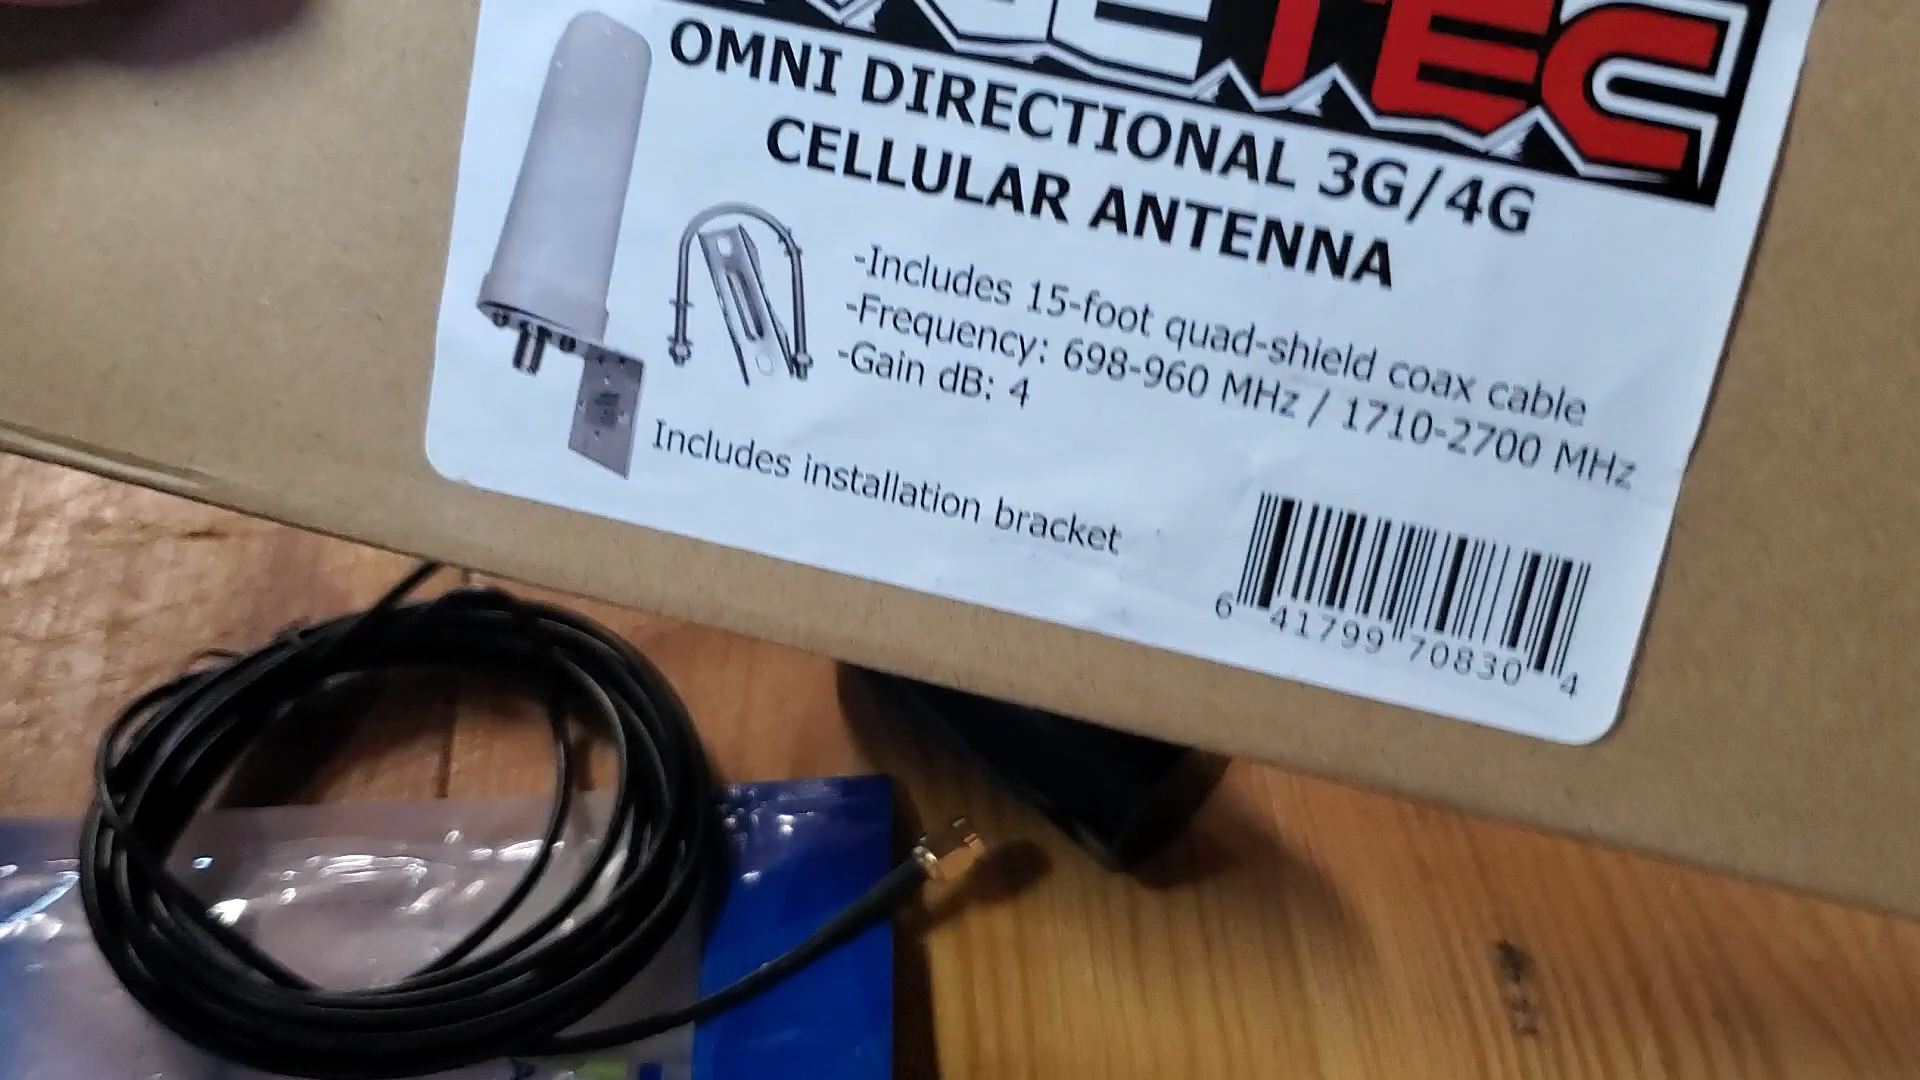 TEC
OMNI DIRECTIONAL 3G/4G
CELLULAR ANTENNA
-Includes 15-foot quad-shield coax cable
-Frequency: 698-960 MHz / 1710-2700 MHz
-Gain dB: 4
Includes installation bracket
6 41799 70830 4